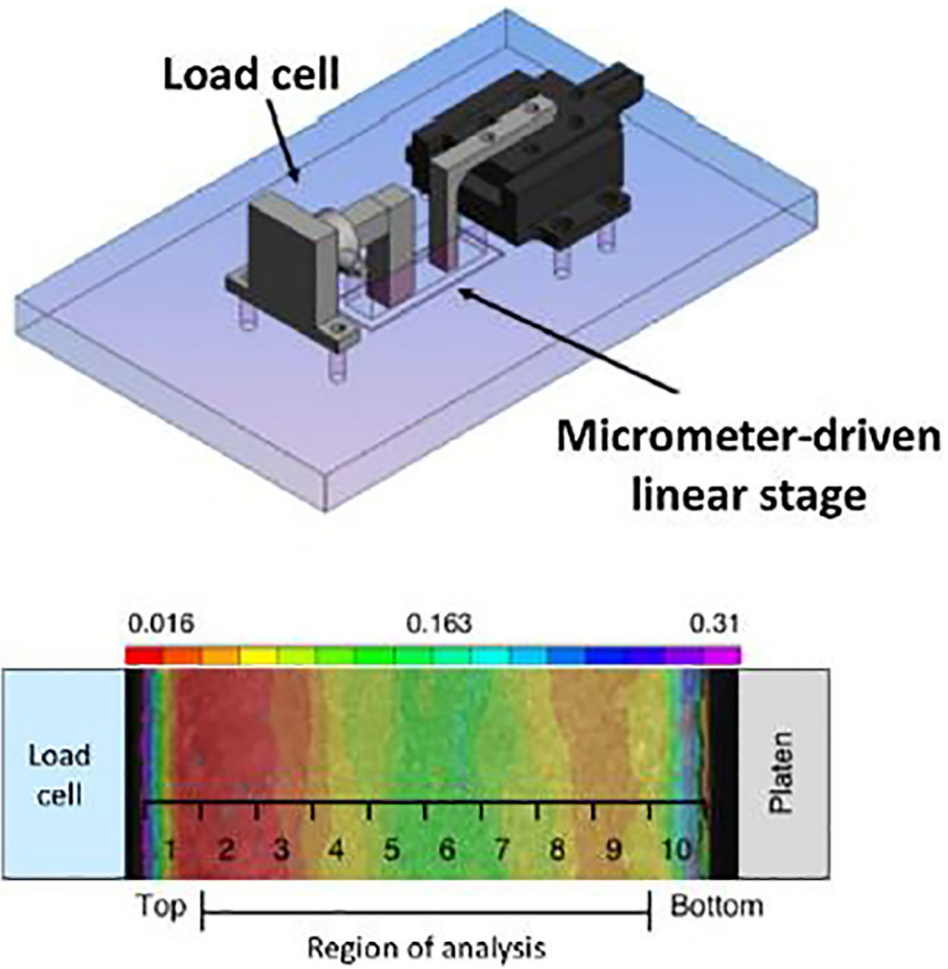 Load cell
Micrometer-driven
linear stage
0.016 0.163 0.31
Load
cell
Platen
1 2 3 4 5 6 7 8 9 10
Top Bottom
Region of analysis